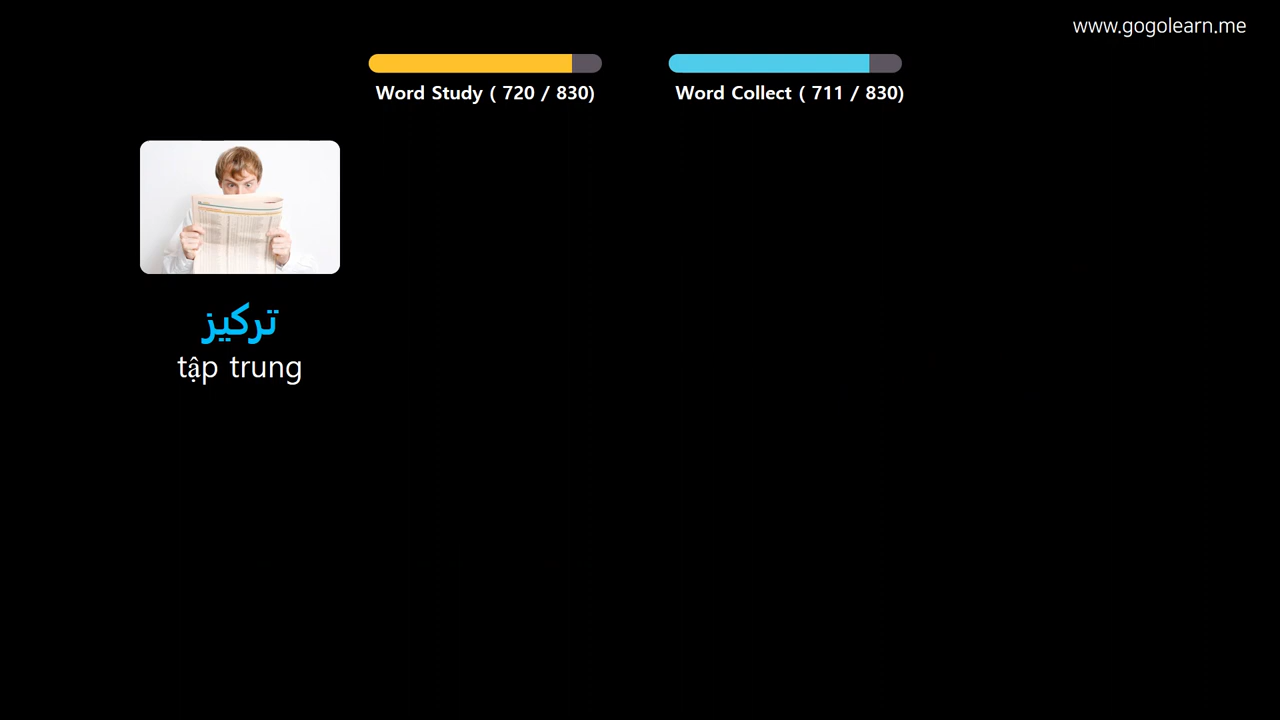 www.gogolearn.me
Word Study ( 720 / 830)
Word Collect ( 711 / 830)
تركيز
tập trung